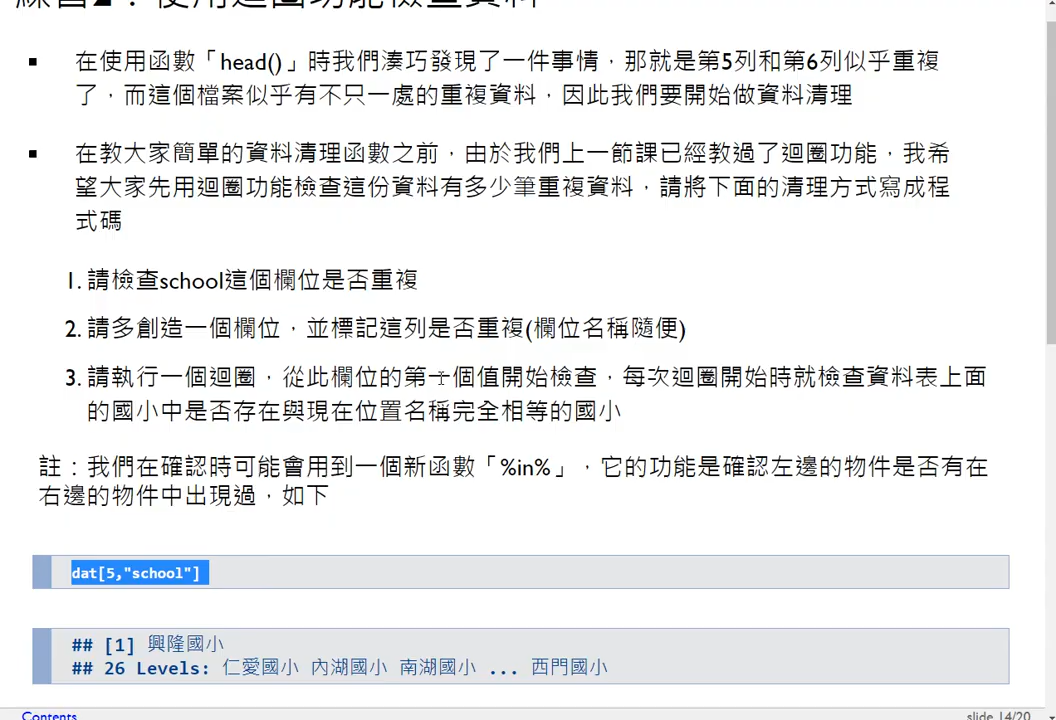 練習2：使用迴圈功能檢查資料
在使用函數「head()」時我們湊巧發現了一件事情，那就是第5列和第6列似乎重複
了，而這個檔案似乎有不只一處的重複資料，因此我們要開始做資料清理
在教大家簡單的資料清理函數之前，由於我們上一節課已經教過了迴圈功能，我希
望大家先用迴圈功能檢查這份資料有多少筆重複資料，請將下面的清理方式寫成程
式碼
1. 請檢查school這個欄位是否重複
2. 請多創造一個欄位，並標記這列是否重複(欄位名稱隨便)
3. 請執行一個迴圈，從此欄位的第一個值開始檢查，每次迴圈開始時就檢查資料表上面
的國小中是否存在與現在位置名稱完全相等的國小
註：我們在確認時可能會用到一個新函數「%in%」，它的功能是確認左邊的物件是否有在
右邊的物件中出現過，如下
dat[5,"school"]
## [1] 興隆國小
## 26 Levels: 仁愛國小 內湖國小 南湖國小 ... 西門國小
Contents
slide 14/20